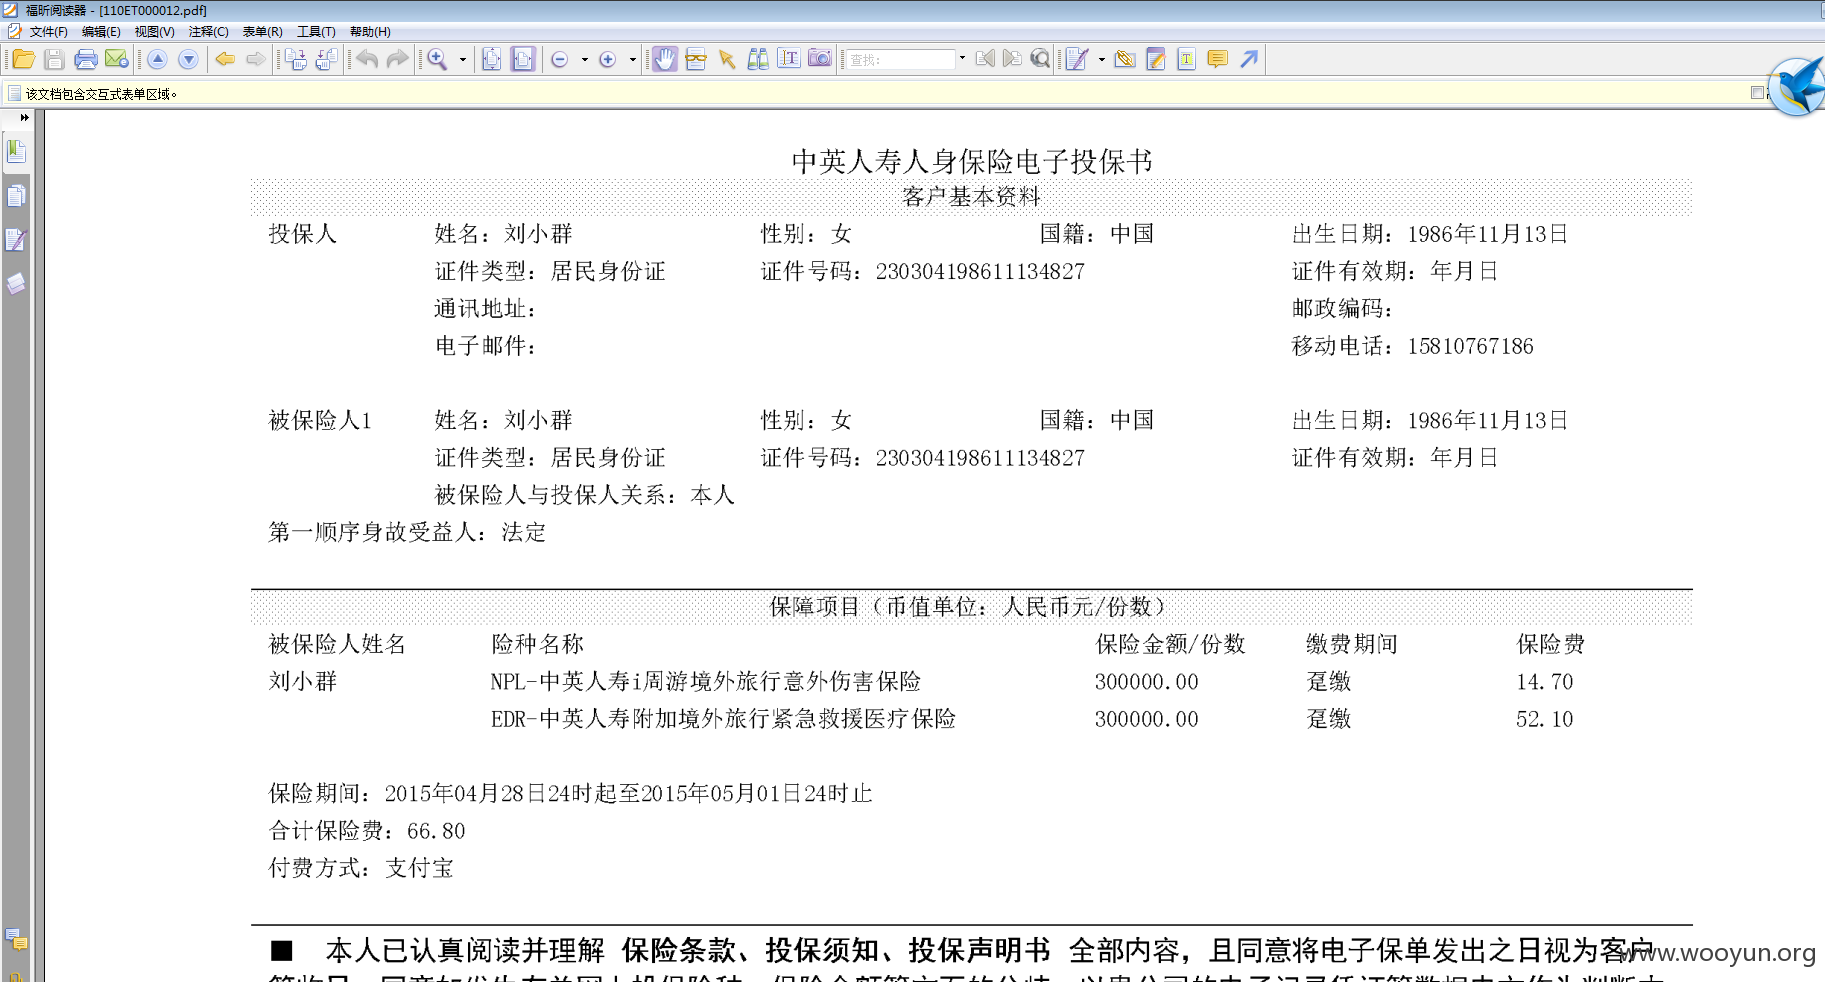 福昕阅读器 - [110ET000012.pdf]
文件(F) 编辑(E) 视图(V) 注释(C) 表单(R) 工具(T) 帮助(H)
查找:
该文档包含交互式表单区域。
中英人寿人身保险电子投保书
客户基本资料
投保人 姓名：刘小群 性别：女 国籍：中国 出生日期：1986年11月13日
证件类型：居民身份证 证件号码：230304198611134827 证件有效期：年月日
通讯地址： 邮政编码：
电子邮件： 移动电话：15810767186
被保险人1 姓名：刘小群 性别：女 国籍：中国 出生日期：1986年11月13日
证件类型：居民身份证 证件号码：230304198611134827 证件有效期：年月日
被保险人与投保人关系：本人
第一顺序身故受益人：法定
保障项目（币值单位：人民币元/份数）
被保险人姓名 险种名称 保险金额/份数 缴费期间 保险费
刘小群 NPL-中英人寿i周游境外旅行意外伤害保险 300000.00 趸缴 14.70
EDR-中英人寿附加境外旅行紧急救援医疗保险 300000.00 趸缴 52.10
保险期间：2015年04月28日24时起至2015年05月01日24时止
合计保险费：66.80
付费方式：支付宝
■ 本人已认真阅读并理解 保险条款、投保须知、投保声明书 全部内容，且同意将电子保单发出之日视为客户
www.wooyun.org